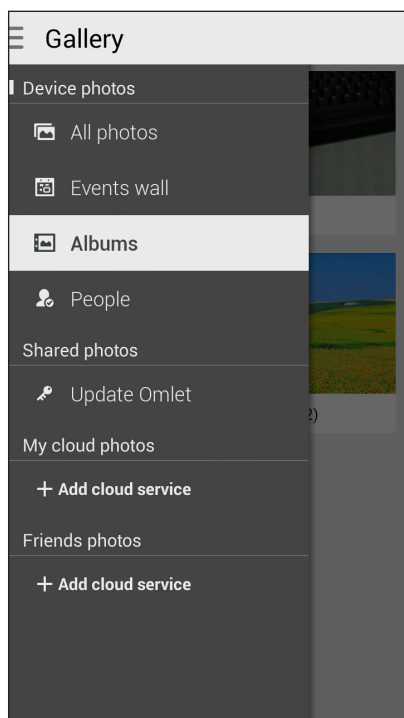 Gallery
Device photos
All photos
Events wall
Albums
People
Shared photos
Update Omlet
2)
My cloud photos
+ Add cloud service
Friends photos
+ Add cloud service